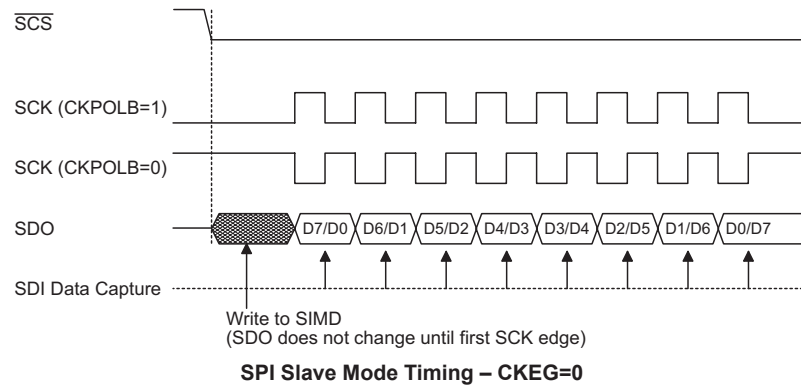 SCS
SCK (CKPOLB=1)
SCK (CKPOLB=0)
SDO D7/D0 D6/D1 D5/D2 D4/D3 D3/D4 D2/D5 D1/D6 D0/D7
SDI Data Capture
Write to SIMD
(SDO does not change until first SCK edge)
SPI Slave Mode Timing – CKEG=0